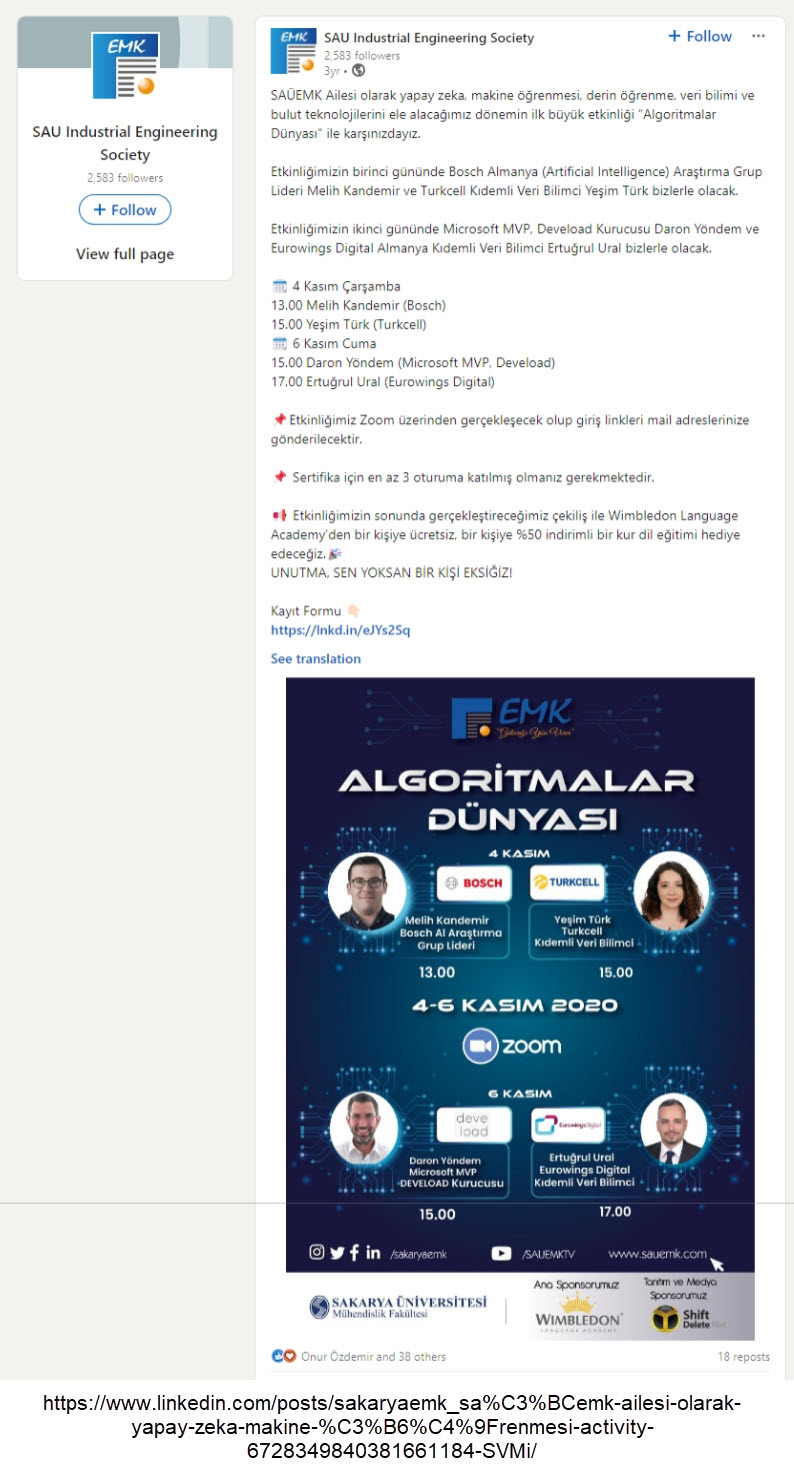 EMK
SAU Industrial Engineering
Society
2,583 followers
+ Follow
View full page
EMK
SAU Industrial Engineering Society
2,583 followers
3yr •
+ Follow
SAÜEMK Ailesi olarak yapay zeka, makine öğrenmesi, derin öğrenme, veri bilimi ve
bulut teknolojilerini ele alacağımız dönemin ilk büyük etkinliği “Algoritmalar
Dünyası” ile karşınızdayız.
Etkinliğimizin birinci gününde Bosch Almanya (Artificial Intelligence) Araştırma Grup
Lideri Melih Kandemir ve Turkcell Kıdemli Veri Bilimci Yeşim Türk bizlerle olacak.
Etkinliğimizin ikinci gününde Microsoft MVP, Deveload Kurucusu Daron Yöndem ve
Eurowings Digital Almanya Kıdemli Veri Bilimci Ertuğrul Ural bizlerle olacak.
4 Kasım Çarşamba
13.00 Melih Kandemir (Bosch)
15.00 Yeşim Türk (Turkcell)
6 Kasım Cuma
15.00 Daron Yöndem (Microsoft MVP, Deveload)
17.00 Ertuğrul Ural (Eurowings Digital)
Etkinliğimiz Zoom üzerinden gerçekleşecek olup giriş linkleri mail adreslerinize
gönderilecektir.
Sertifika için en az 3 oturuma katılmış olmanız gerekmektedir.
Etkinliğimizin sonunda gerçekleştireceğimiz çekiliş ile Wimbledon Language
Academy’den bir kişiye ücretsiz, bir kişiye %50 indirimli bir kur dil eğitimi hediye
edeceğiz.
UNUTMA, SEN YOKSAN BİR KİŞİ EKSİĞİZ!
Kayıt Formu
https://lnkd.in/eJYs2Sq
See translation
EMK
"Geleceğe Yön Verir"
ALGORİTMALAR
DÜNYASI
4 KASIM
BOSCH
TURKCELL
Melih Kandemir
Bosch AI Araştırma
Grup Lideri
Yeşim Türk
Turkcell
Kıdemli Veri Bilimci
13.00
15.00
4-6 KASIM 2020
zoom
6 KASIM
deve
load
EurowingsDigital
Daron Yöndem
Microsoft MVP
DEVELOAD Kurucusu
Ertuğrul Ural
Eurowings Digital
Kıdemli Veri Bilimci
15.00
17.00
/sakaryaemk
/SAUEMKTV
www.sauemk.com
SAKARYA ÜNİVERSİTESİ
Mühendislik Fakültesi
Ana Sponsorumuz
WIMBLEDON
LANGUAGE ACADEMY
Tanıtım ve Medya
Sponsorumuz
Shift
Delete.Net
Onur Özdemir and 38 others
18 reposts
https://www.linkedin.com/posts/sakaryaemk_sa%C3%BCemk-ailesi-olarak-
yapay-zeka-makine-%C3%B6%C4%9Frenmesi-activity-
6728349840381661184-SVMi/